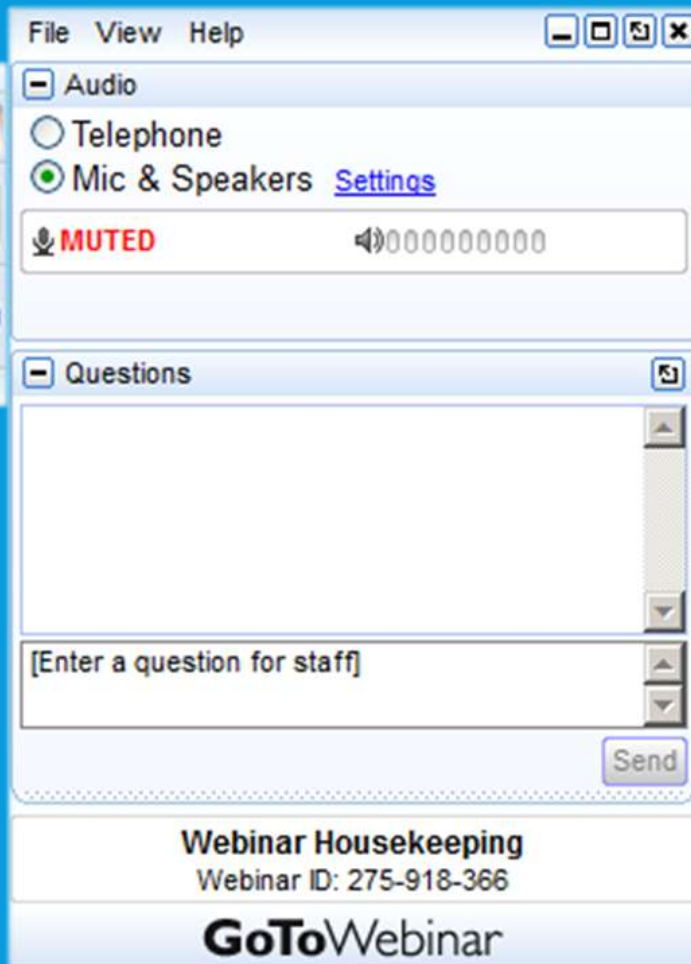 File View Help
Audio
Telephone
Mic & Speakers Settings
MUTED
Questions
[Enter a question for staff]
Send
Webinar Housekeeping
Webinar ID: 275-918-366
GoToWebinar